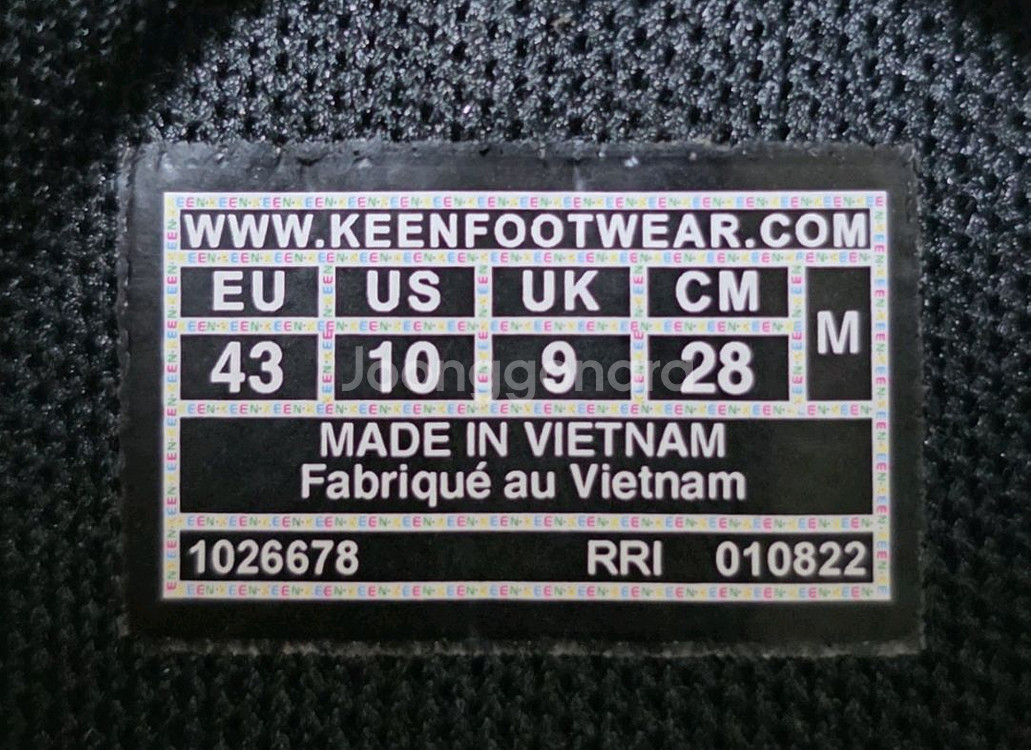 WWW.KEENFOOTWEAR.COM
EU US UK CM M
43 10 9 28
Joonggonara
MADE IN VIETNAM
Fabriqué au Vietnam
1026678 RRI 010822